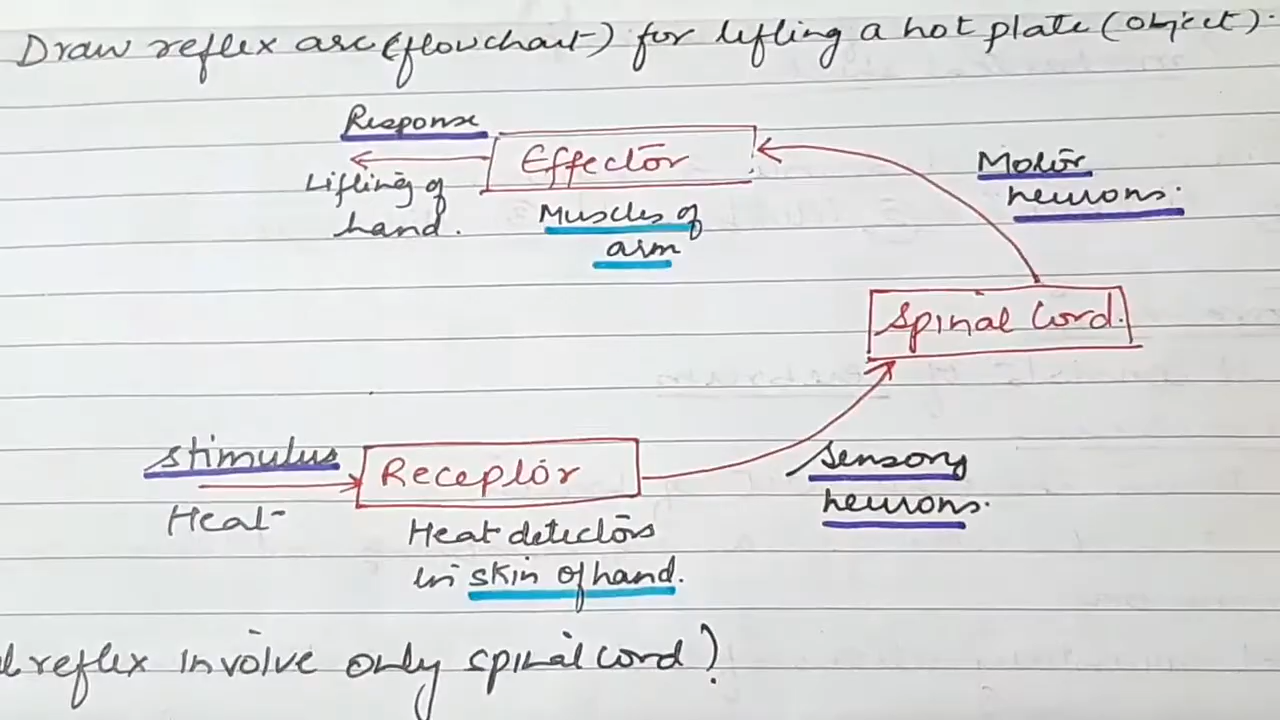 Draw reflex arc (flowchart) for lifting a hot plate (object).
Response
Effector
Lifting of
hand.
Muscles of
arm
Motor
neurons.
Spinal Cord.
Stimulus
Receptor
Heat
Sensory
neurons.
Heat detectors
in skin of hand.
reflex involve only spinal cord?